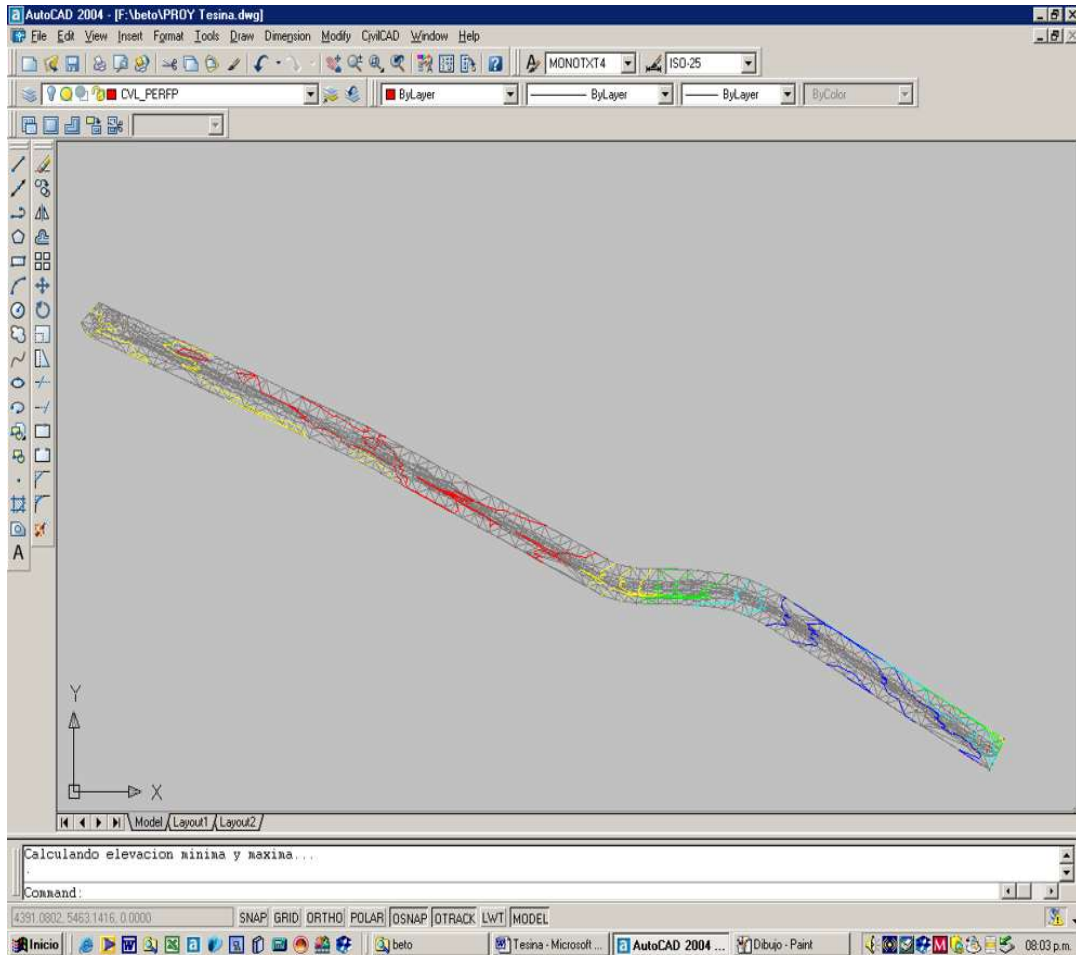 AutoCAD 2004 - [F:\beto\PROY Tesina.dwg]
File Edit View Insert Format Tools Draw Dimension Modify CivilCAD Window Help
MONOTXT4 ISO-25
CVL_PERFP ByLayer ByLayer ByLayer ByColor
Y
X
Model Layout1 Layout2
Calculando elevacion minima y maxima...
.
Command:
4391.0802, 5463.1416, 0.0000 SNAP GRID ORTHO POLAR OSNAP OTRACK LWT MODEL
Inicio beto Tesina - Microsoft ... AutoCAD 2004 ... Dibujo - Paint 08:03 p.m.